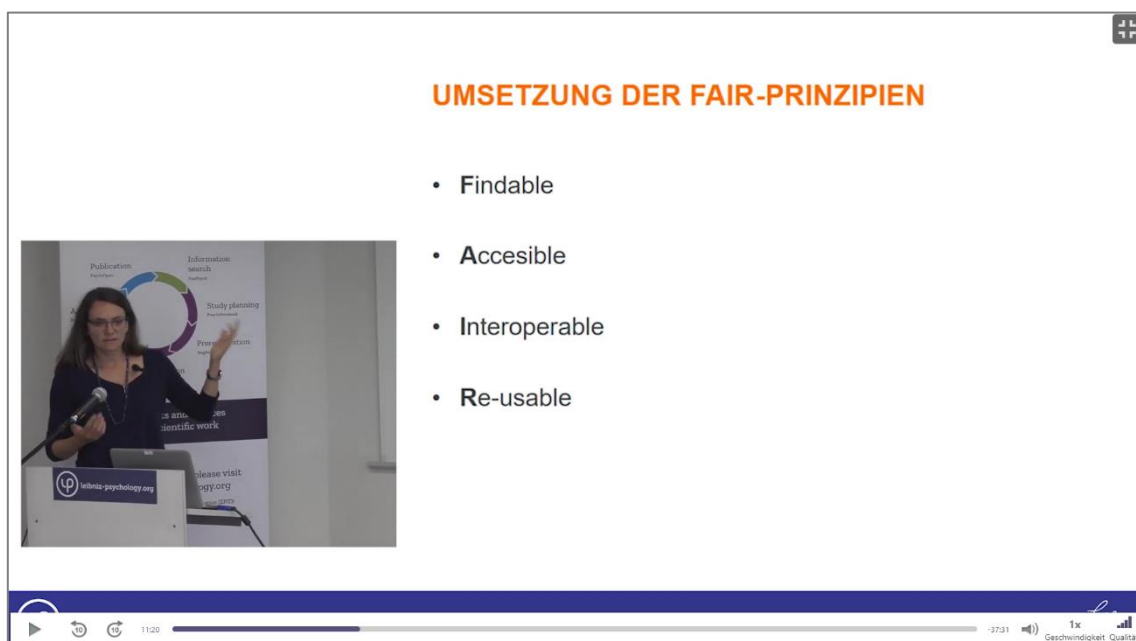 UMSETZUNG DER FAIR-PRINZIPIEN
• Findable
• Accesible
• Interoperable
• Re-usable
Publication
Information
search
Study planning
scientific work
please visit
leibniz-psychology.org
11:20
-37:31
1x
Geschwindigkeit Qualität